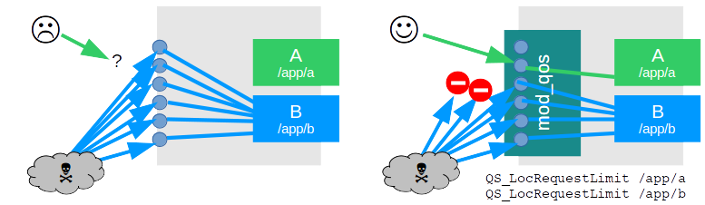 A
/app/a
?
B
/app/b
A
/app/a
mod_qos
B
/app/b
QS_LocRequestLimit /app/a
QS_LocRequestLimit /app/b